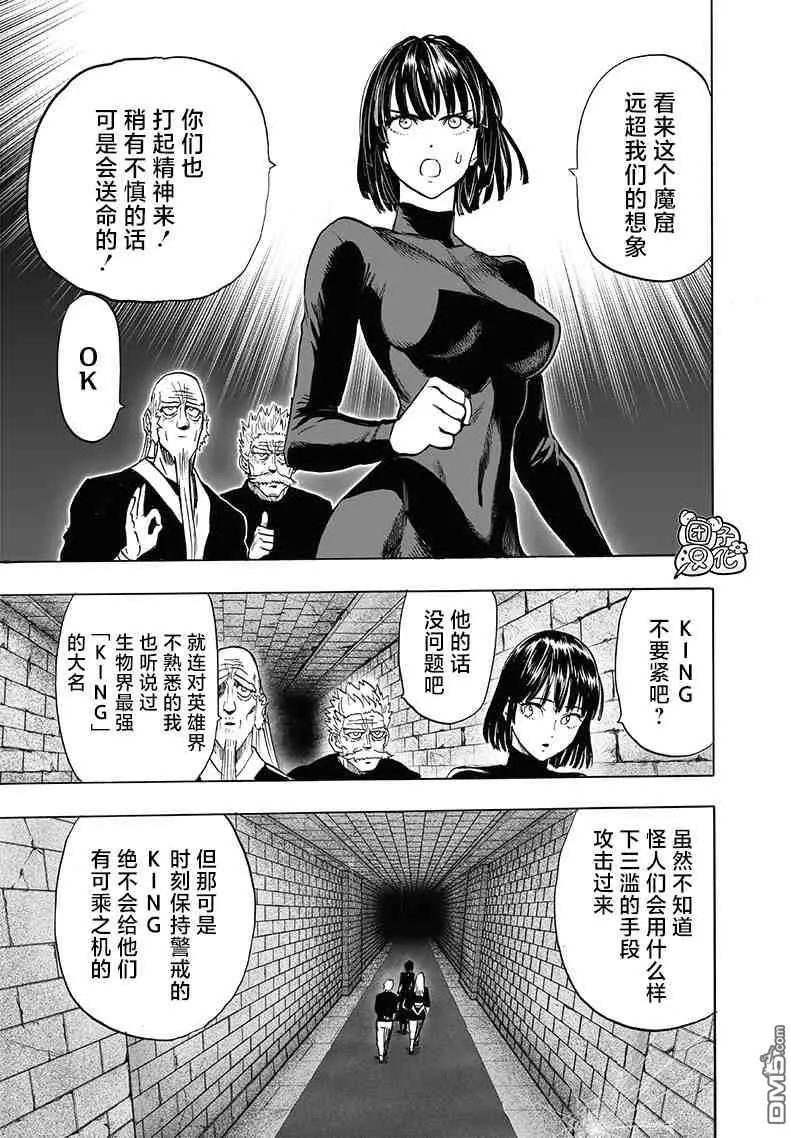 看来这个魔窟
远超我们的想象
你们也
打起精神来！
稍有不慎的话
可是会送命的！
OK
团子
汉化
KING
不要紧吧？
他的话
没问题吧
就连对英雄界
不熟悉的我
也听说过
生物界最强
「KING」
的大名
虽然不知道
怪人们会用什么样
下三滥的手段
攻击过来
但那可是
时刻保持警戒的
KING
绝不会给他们
有可乘之机的
DM5.com